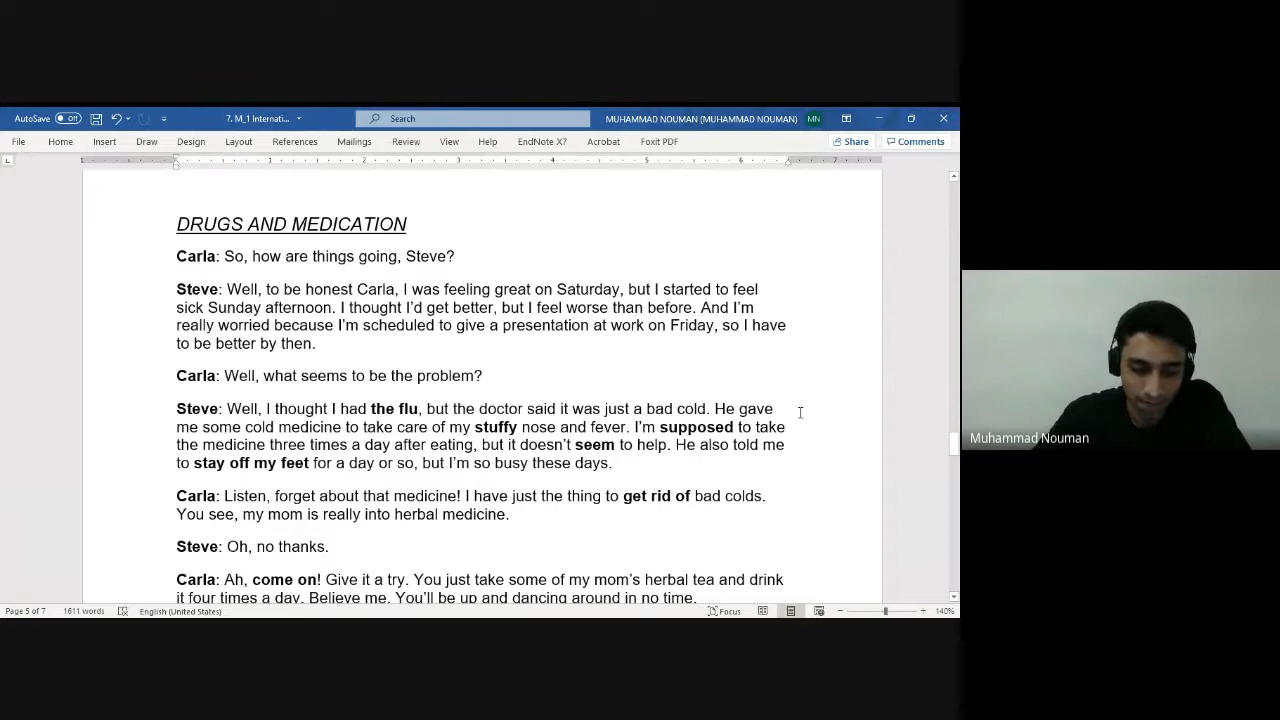 AutoSave Off 7. M_1 Internati... Search MUHAMMAD NOUMAN (MUHAMMAD NOUMAN) MN
File Home Insert Draw Design Layout References Mailings Review View Help EndNote X7 Acrobat Foxit PDF Share Comments
1 1 2 3 4 5 6 7
DRUGS AND MEDICATION
Carla: So, how are things going, Steve?
Steve: Well, to be honest Carla, I was feeling great on Saturday, but I started to feel
sick Sunday afternoon. I thought I'd get better, but I feel worse than before. And I'm
really worried because I'm scheduled to give a presentation at work on Friday, so I have
to be better by then.
Carla: Well, what seems to be the problem?
Steve: Well, I thought I had the flu, but the doctor said it was just a bad cold. He gave
me some cold medicine to take care of my stuffy nose and fever. I'm supposed to take
the medicine three times a day after eating, but it doesn't seem to help. He also told me
to stay off my feet for a day or so, but I'm so busy these days.
Carla: Listen, forget about that medicine! I have just the thing to get rid of bad colds.
You see, my mom is really into herbal medicine.
Steve: Oh, no thanks.
Carla: Ah, come on! Give it a try. You just take some of my mom's herbal tea and drink
it four times a day. Believe me. You'll be up and dancing around in no time.
Page 5 of 7 1611 words English (United States) Focus 140%
Muhammad Nouman